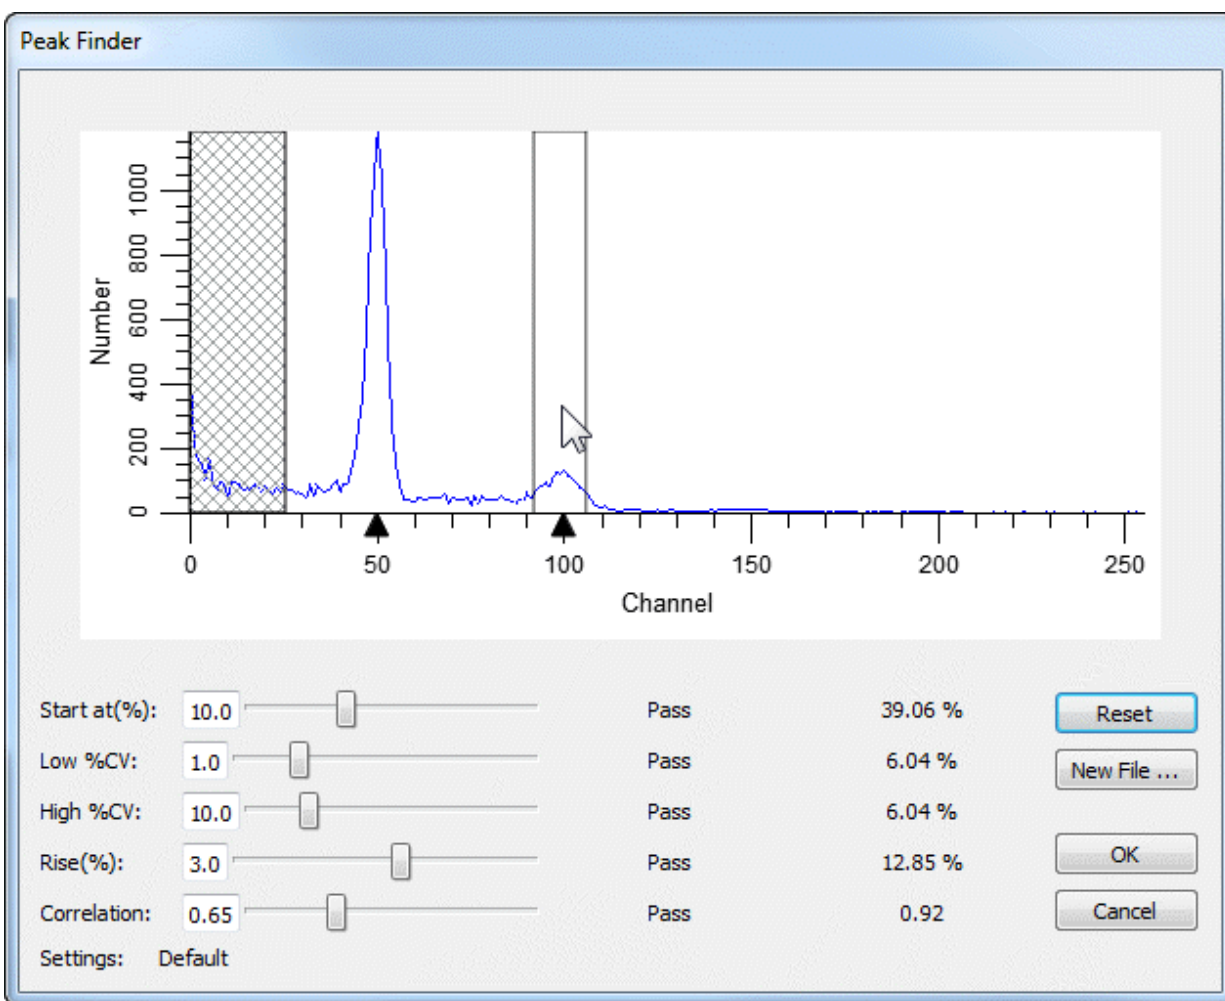 Peak Finder
Number
0
200
400
600
800
1000
0 50 100 150 200 250
Channel
Start at(%): 10.0 Pass 39.06 % Reset
Low %CV: 1.0 Pass 6.04 % New File ...
High %CV: 10.0 Pass 6.04 %
Rise(%): 3.0 Pass 12.85 % OK
Correlation: 0.65 Pass 0.92 Cancel
Settings: Default